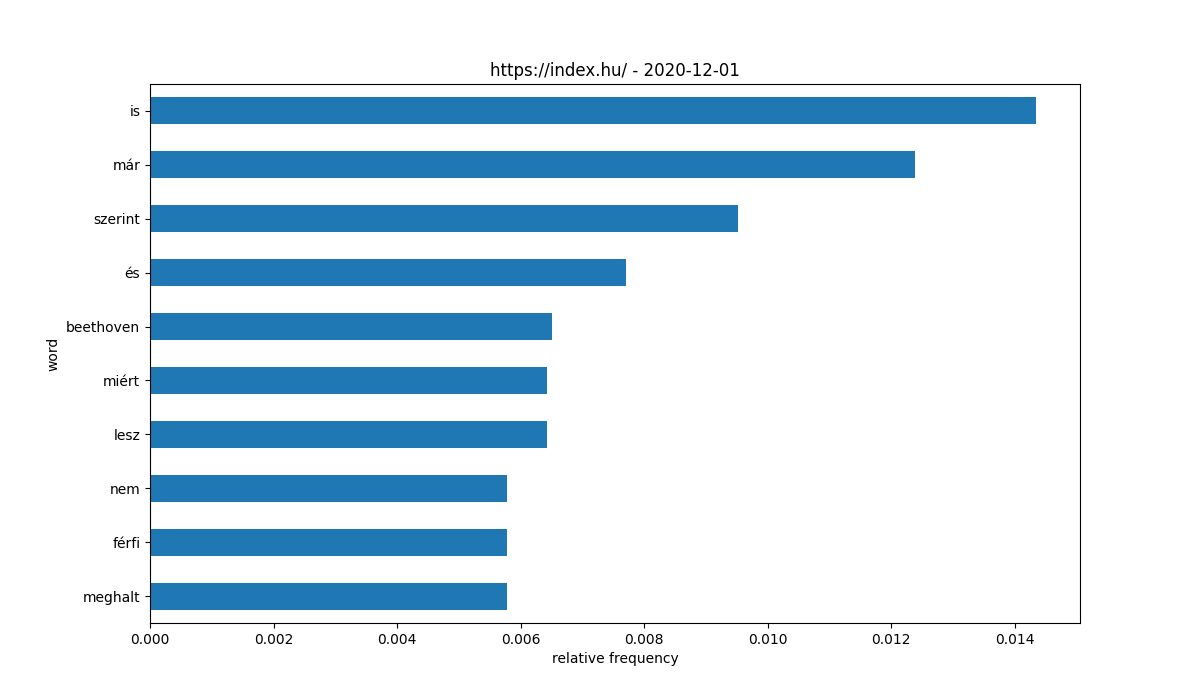 https://index.hu/ - 2020-12-01
is
már
szerint
és
beethoven
miért
lesz
nem
férfi
meghalt
word
0.000 0.002 0.004 0.006 0.008 0.010 0.012 0.014
relative frequency